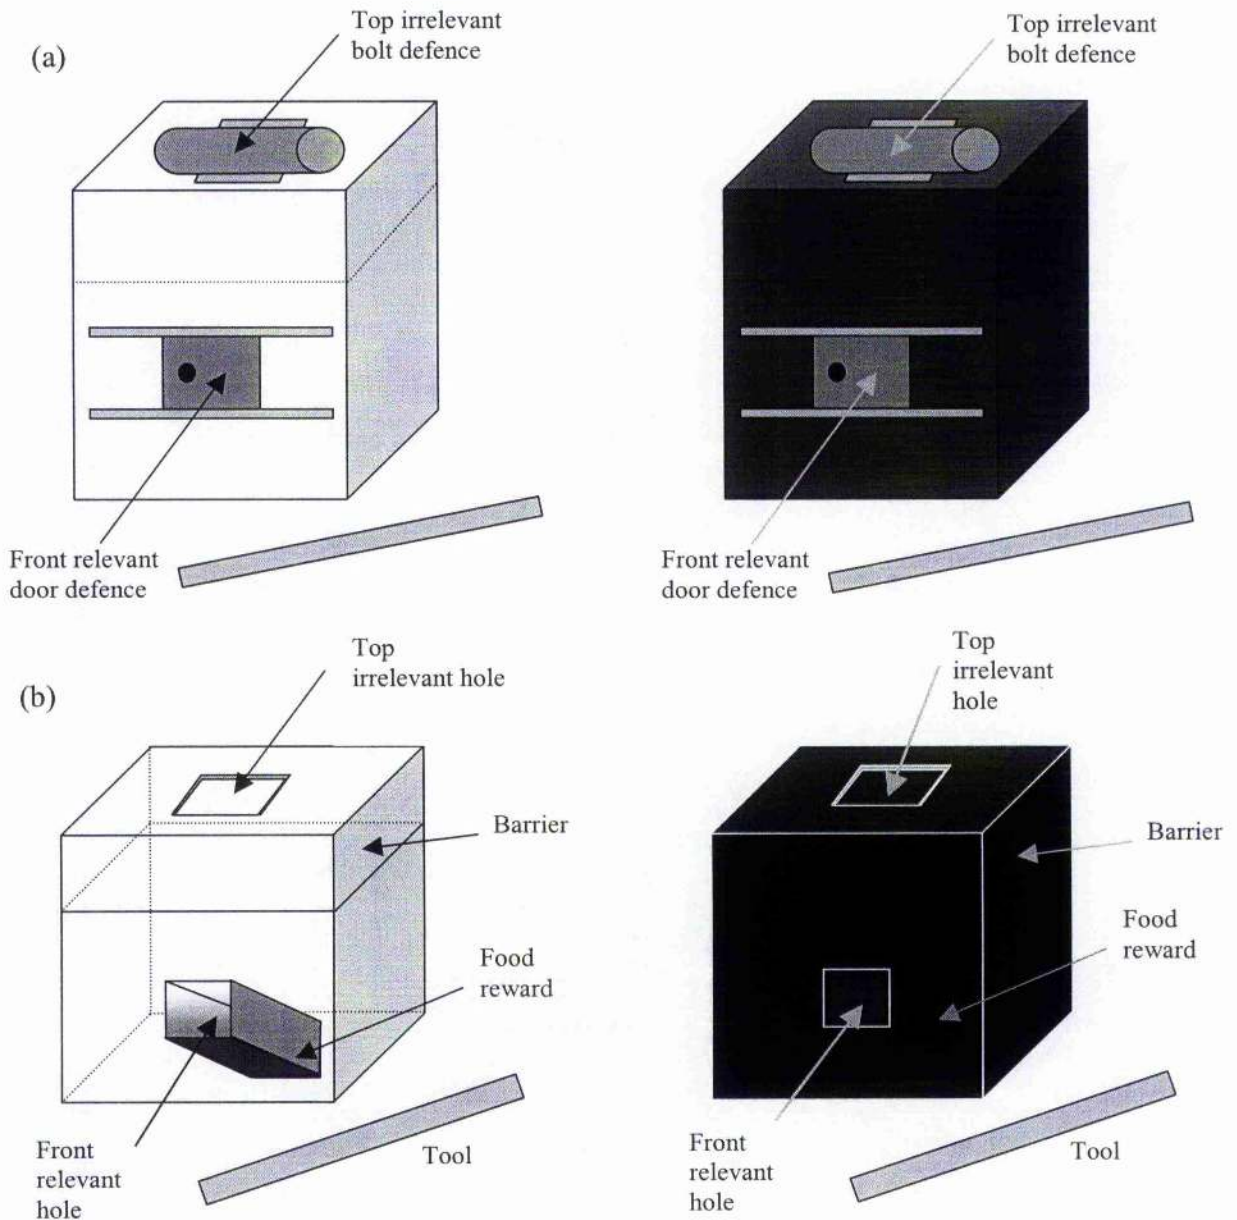 (a)
Top irrelevant
bolt defence
Top irrelevant
bolt defence
Front relevant
door defence
Front relevant
door defence
(b)
Top
irrelevant hole
Top
irrelevant
hole
Barrier
Barrier
Food
reward
Food
reward
Front
relevant
hole
Tool
Front
relevant
hole
Tool